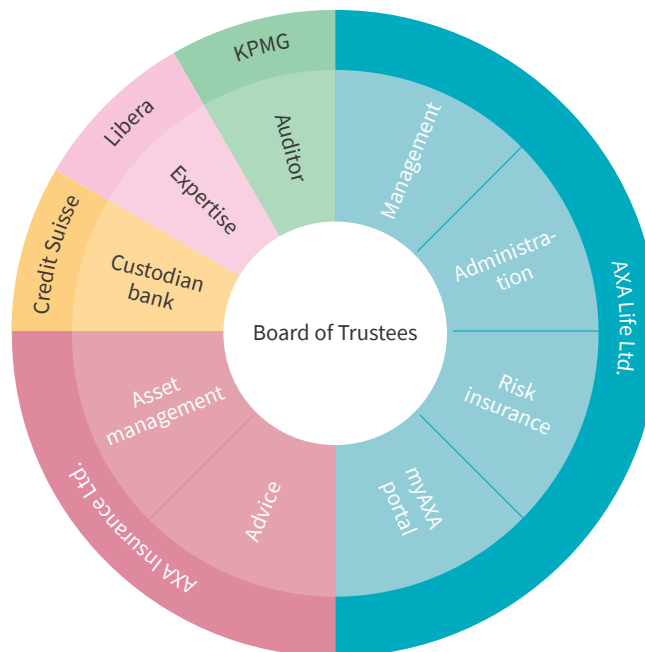 KPMG
Auditor
Libera
Expertise
Credit Suisse
Custodian
bank
Board of Trustees
Management
Administra-
tion
AXA Life Ltd.
Risk
insurance
myAXA
portal
Advice
Asset
management
AXA Insurance Ltd.